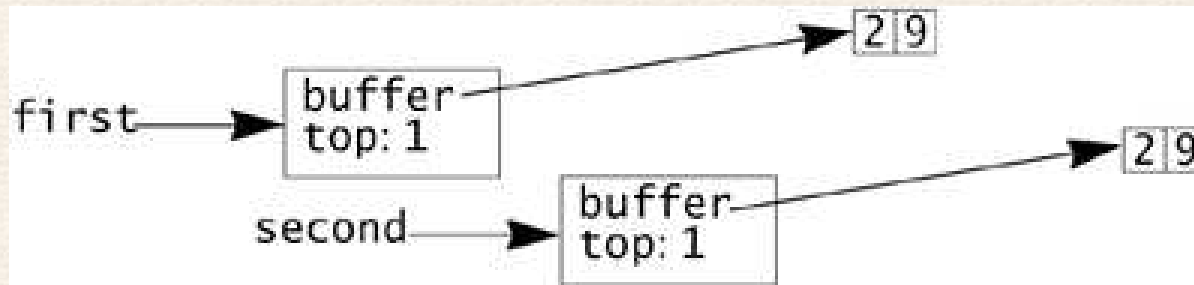 2 9
buffer
first
top: 1
2 9
buffer
second
top: 1